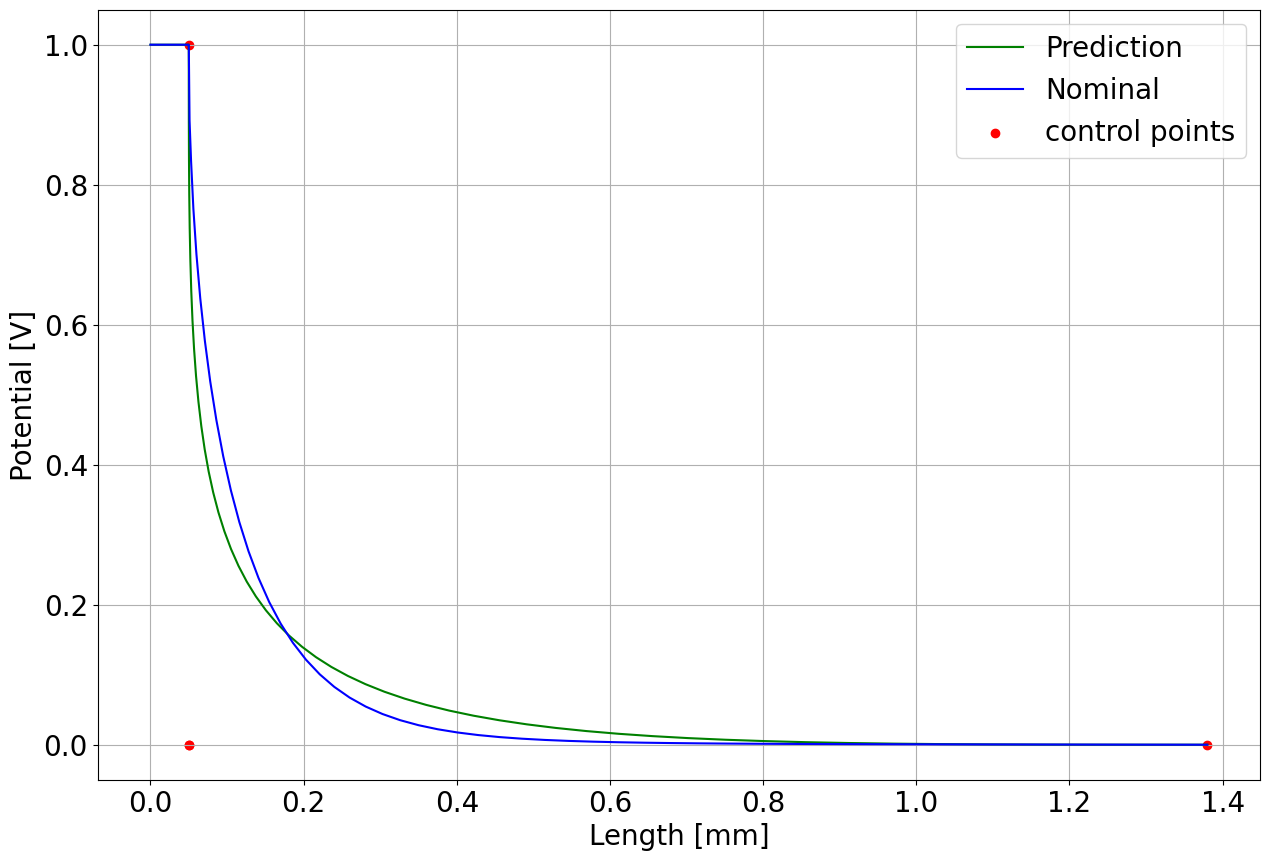 1.0
0.8
0.6
0.4
0.2
0.0
Potential [V]
Prediction
Nominal
control points
0.0 0.2 0.4 0.6 0.8 1.0 1.2 1.4
Length [mm]